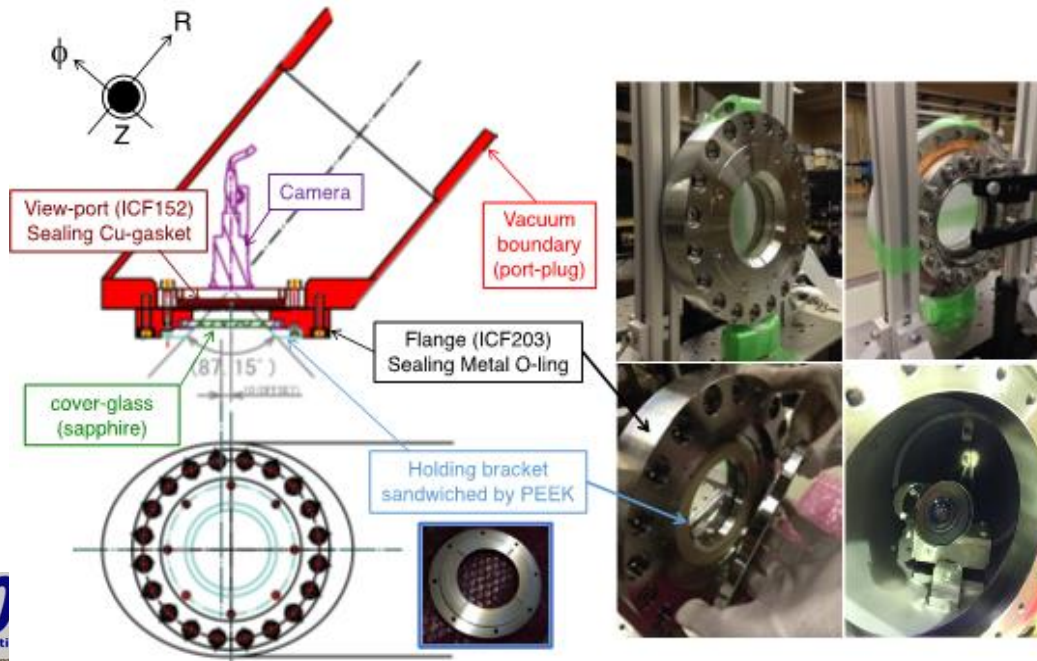 R
ϕ
Z
Camera
View-port (ICF152)
Sealing Cu-gasket
Vacuum
boundary
(port-plug)
Flange (ICF203)
Sealing Metal O-ling
(87.15°)
cover-glass
(sapphire)
Holding bracket
sandwiched by PEEK